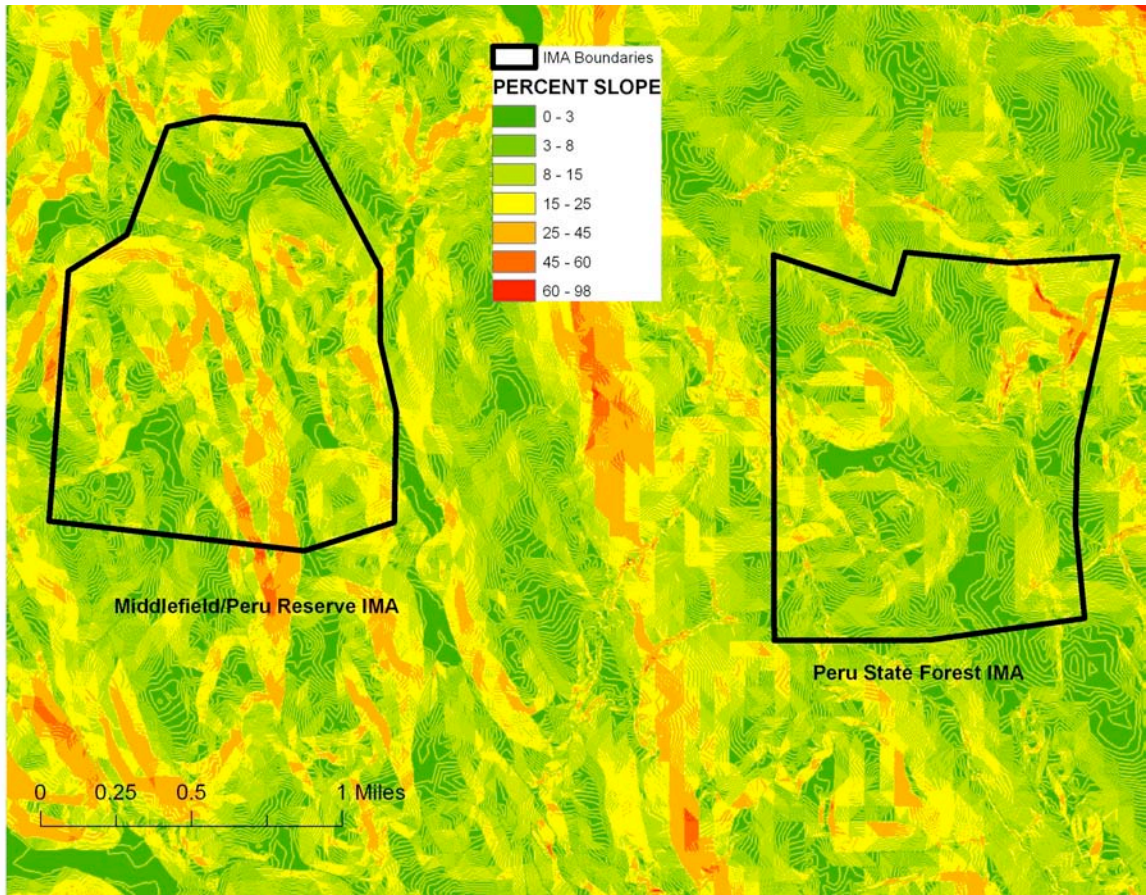 IMA Boundaries
PERCENT SLOPE
0 - 3
3 - 8
8 - 15
15 - 25
25 - 45
45 - 60
60 - 98
Middlefield/Peru Reserve IMA
Peru State Forest IMA
0 0.25 0.5 1 Miles